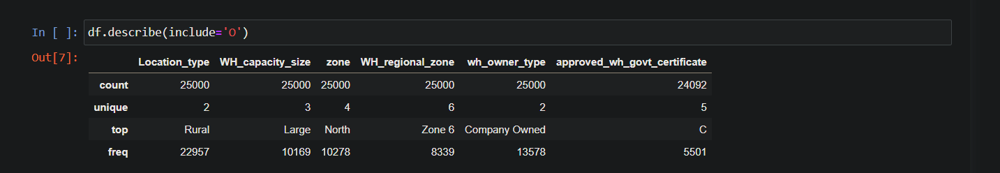 In [ ]: df.describe(include='O')
Out[7]:
Location_type WH_capacity_size zone WH_regional_zone wh_owner_type approved_wh_govt_certificate
count 25000 25000 25000 25000 25000 24092
unique 2 3 4 6 2 5
top Rural Large North Zone 6 Company Owned C
freq 22957 10169 10278 8339 13578 5501